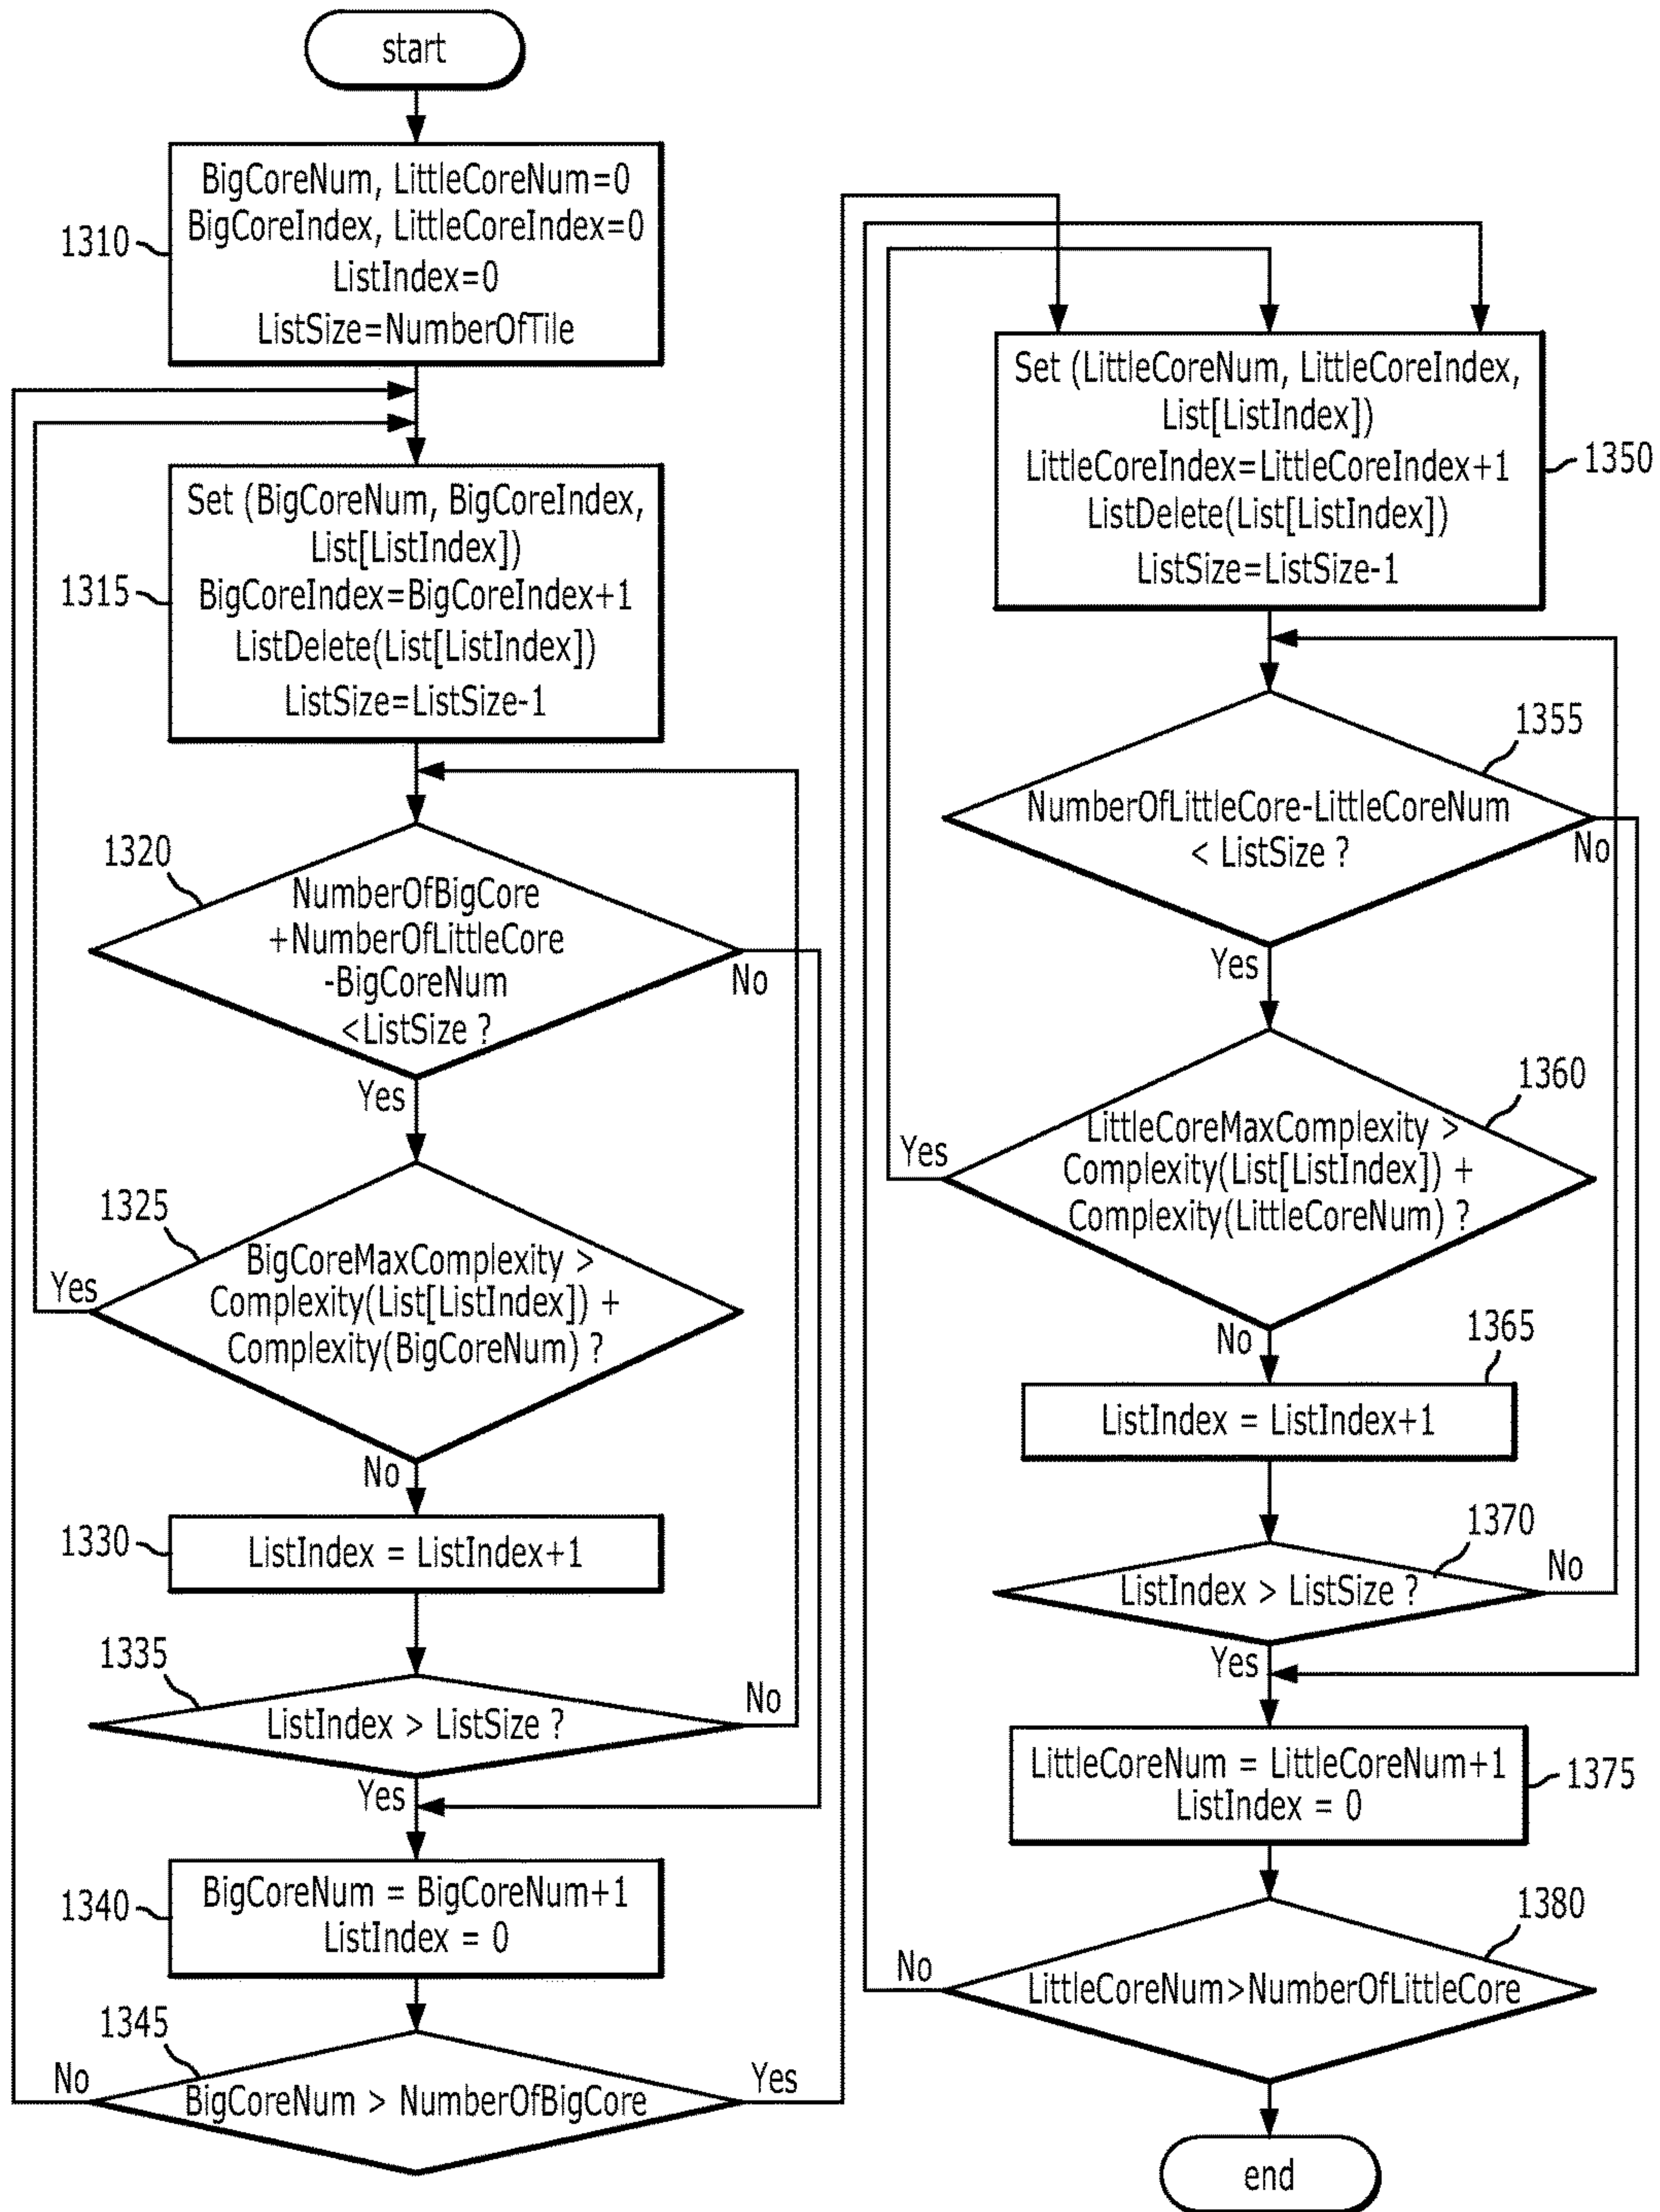 start
1310
BigCoreNum, LittleCoreNum=0
BigCoreIndex, LittleCoreIndex=0
ListIndex=0
ListSize=NumberOfTile
1315
Set (BigCoreNum, BigCoreIndex,
List[ListIndex])
BigCoreIndex=BigCoreIndex+1
ListDelete(List[ListIndex])
ListSize=ListSize-1
1320
NumberOfBigCore
+NumberOfLittleCore
-BigCoreNum
<ListSize ?
No
Yes
1325
BigCoreMaxComplexity >
Complexity(List[ListIndex]) +
Complexity(BigCoreNum) ?
Yes
No
1330
ListIndex = ListIndex+1
1335
ListIndex > ListSize ?
No
Yes
1340
BigCoreNum = BigCoreNum+1
ListIndex = 0
1345
No
BigCoreNum > NumberOfBigCore
Yes
Set (LittleCoreNum, LittleCoreIndex,
List[ListIndex])
LittleCoreIndex=LittleCoreIndex+1
ListDelete(List[ListIndex])
ListSize=ListSize-1
1350
1355
NumberOfLittleCore-LittleCoreNum
< ListSize ?
No
Yes
1360
LittleCoreMaxComplexity >
Complexity(List[ListIndex]) +
Complexity(LittleCoreNum) ?
Yes
No
1365
ListIndex = ListIndex+1
1370
ListIndex > ListSize ?
No
Yes
LittleCoreNum = LittleCoreNum+1
ListIndex = 0
1375
1380
No
LittleCoreNum>NumberOfLittleCore
end